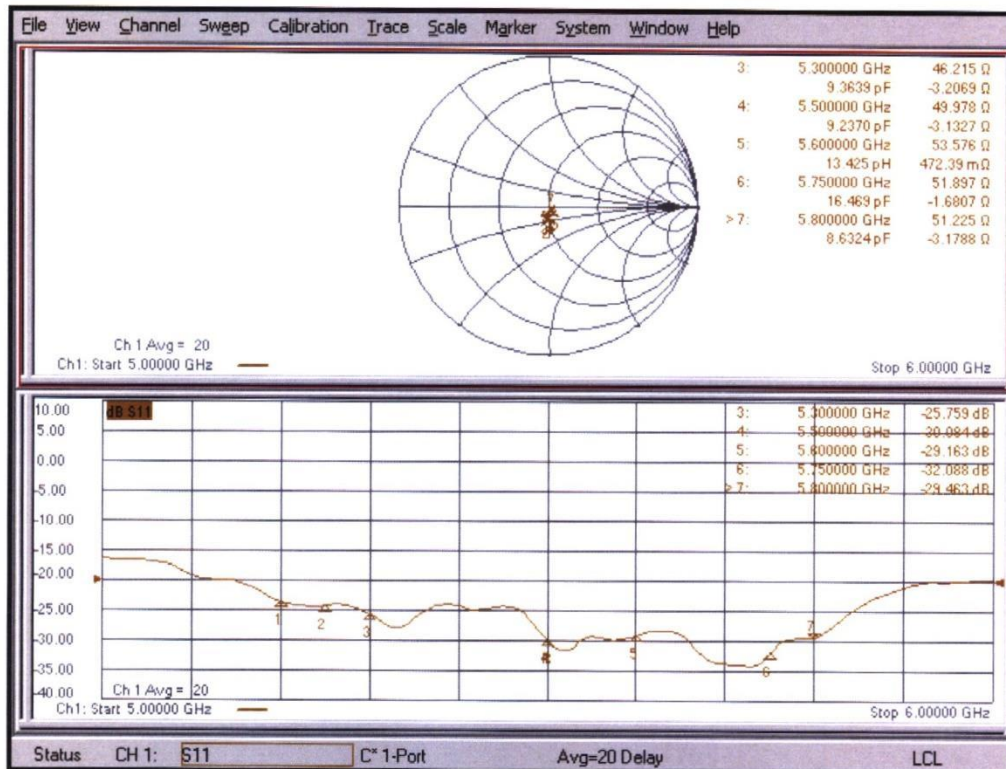 File View Channel Sweep Calibration Trace Scale Marker System Window Help
3: 5.300000 GHz 46.215 Ω
9.3639 pF -3.2069 Ω
4: 5.500000 GHz 49.978 Ω
9.2370 pF -3.1327 Ω
5: 5.600000 GHz 53.576 Ω
13.425 pH 472.39 mΩ
6: 5.750000 GHz 51.897 Ω
16.469 pF -1.6807 Ω
>7: 5.800000 GHz 51.225 Ω
8.6324 pF -3.1788 Ω
Ch 1 Avg = 20
Ch1: Start 5.00000 GHz Stop 6.00000 GHz
10.00 dB S11
5.00
0.00
-5.00
-10.00
-15.00
-20.00
-25.00
-30.00
-35.00
-40.00
3: 5.300000 GHz -25.759 dB
4: 5.500000 GHz -30.084 dB
5: 5.600000 GHz -29.163 dB
6: 5.750000 GHz -32.088 dB
>7: 5.800000 GHz -29.463 dB
1 2 3 5 6 7
Ch 1 Avg = 20
Ch1: Start 5.00000 GHz Stop 6.00000 GHz
Status CH 1: S11 C* 1-Port Avg=20 Delay LCL